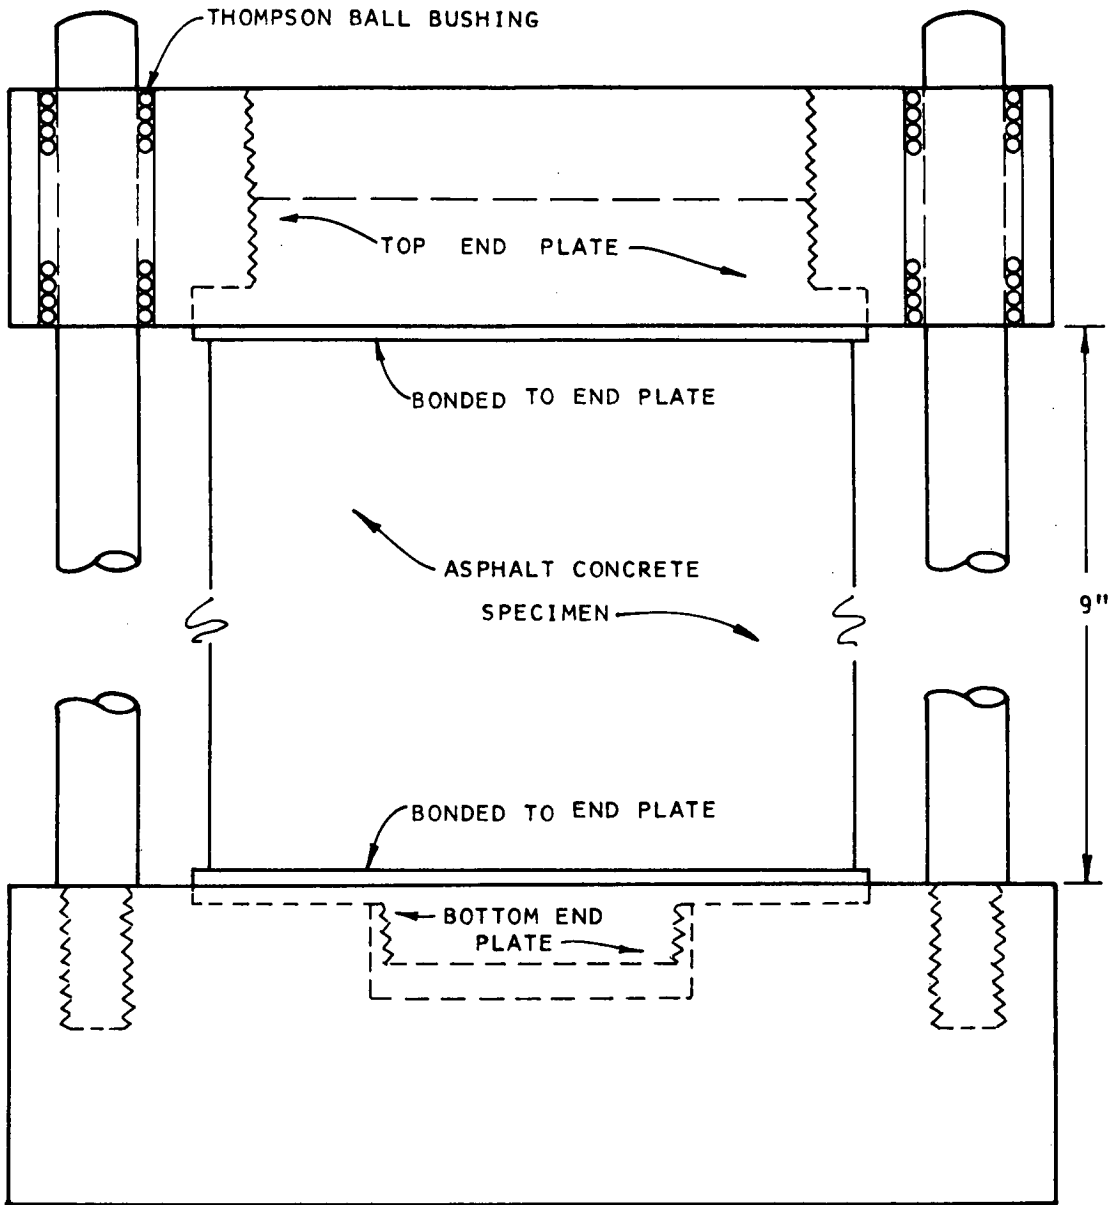 THOMPSON BALL BUSHING
TOP END PLATE
BONDED TO END PLATE
ASPHALT CONCRETE
SPECIMEN
9"
BONDED TO END PLATE
BOTTOM END
PLATE